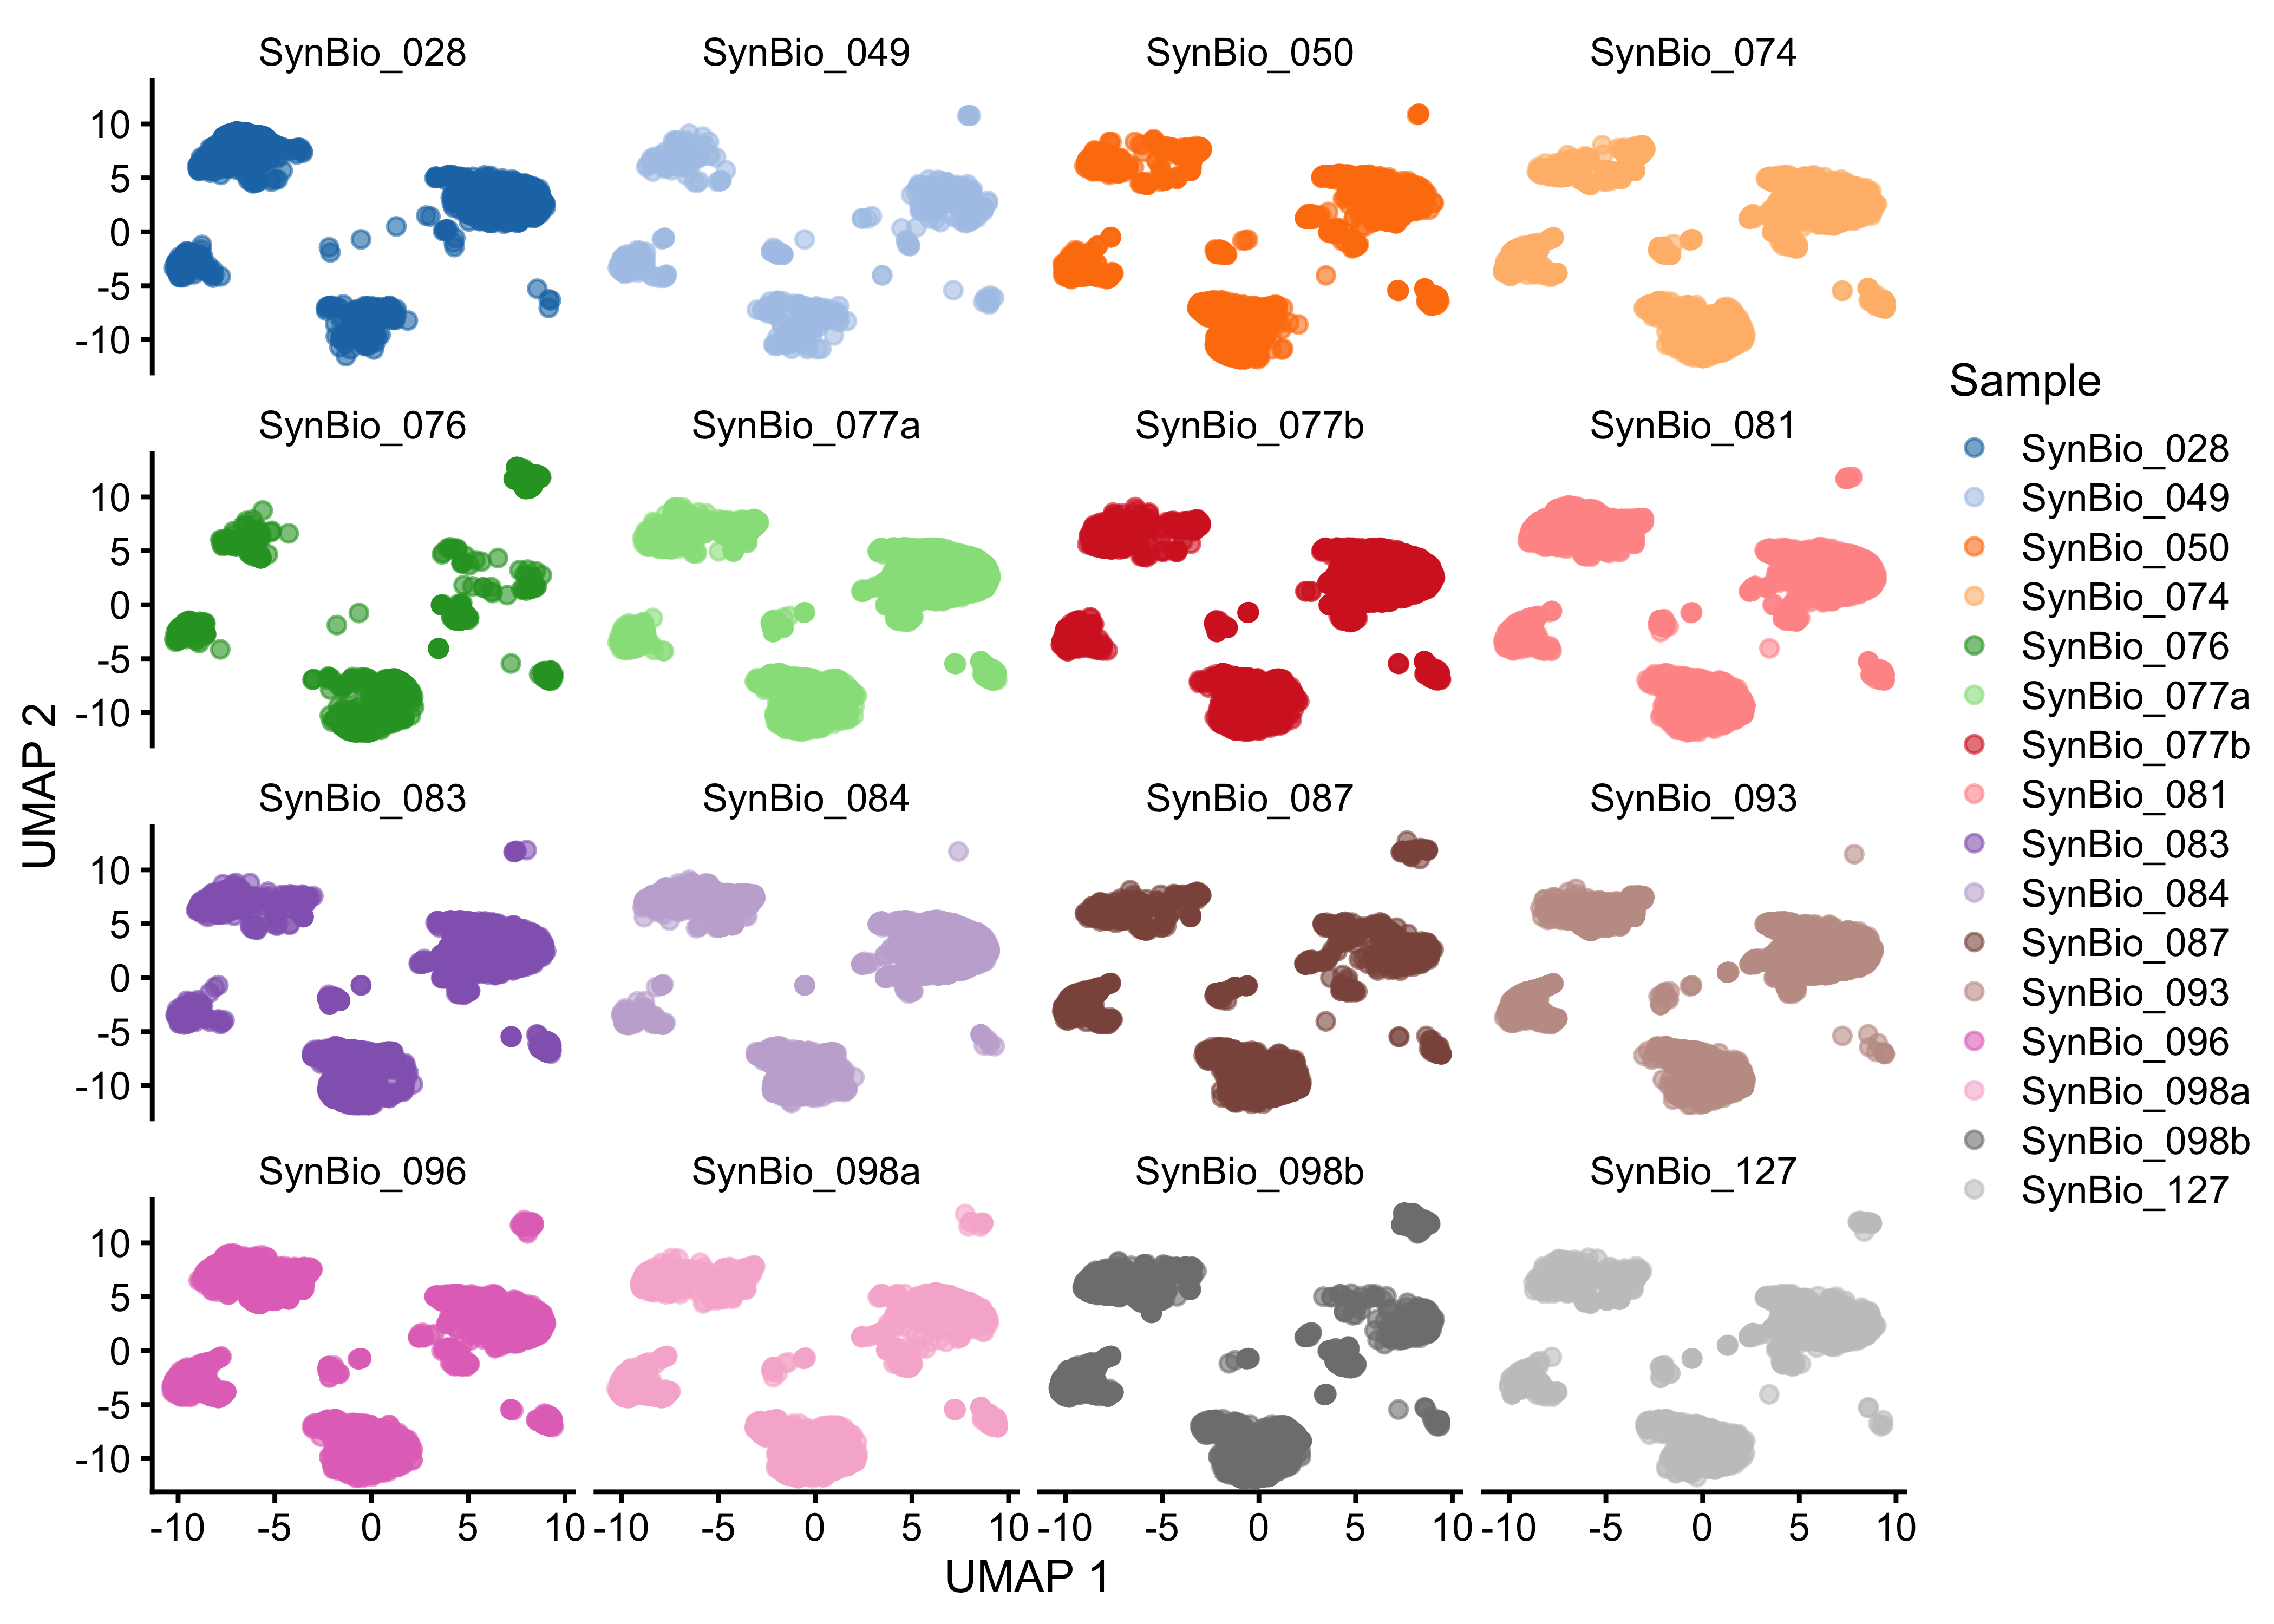 SynBio_028 SynBio_049 SynBio_050 SynBio_074
10
5
0
-5
-10
SynBio_076 SynBio_077a SynBio_077b SynBio_081
10
5
0
-5
-10
SynBio_083 SynBio_084 SynBio_087 SynBio_093
10
5
0
-5
-10
SynBio_096 SynBio_098a SynBio_098b SynBio_127
10
5
0
-5
-10
-10 -5 0 5 10 -10 -5 0 5 10 -10 -5 0 5 10 -10 -5 0 5 10
UMAP 1
UMAP 2
Sample
SynBio_028
SynBio_049
SynBio_050
SynBio_074
SynBio_076
SynBio_077a
SynBio_077b
SynBio_081
SynBio_083
SynBio_084
SynBio_087
SynBio_093
SynBio_096
SynBio_098a
SynBio_098b
SynBio_127